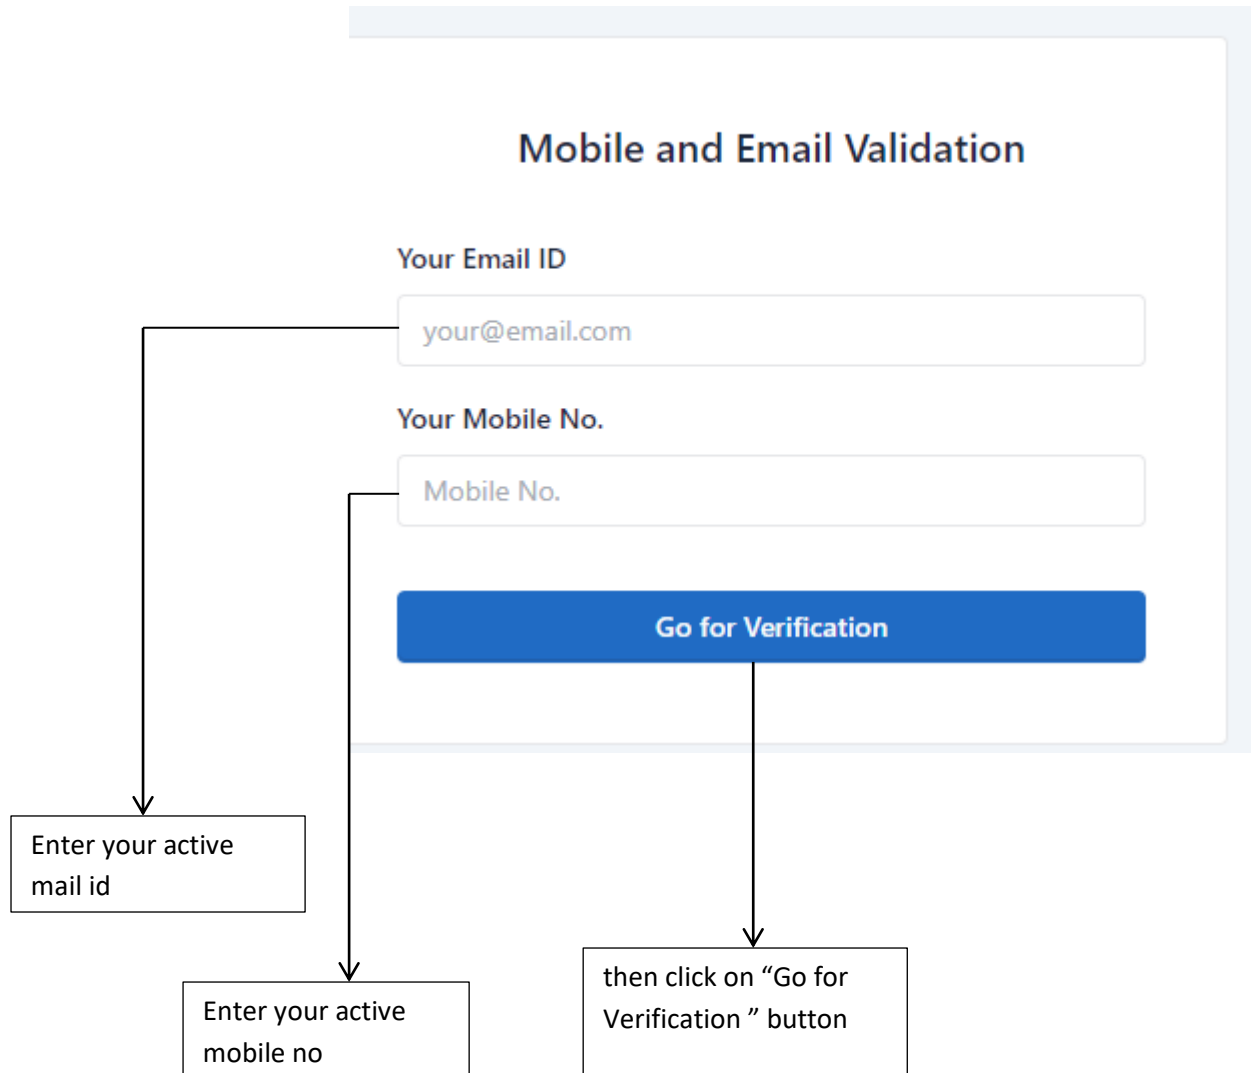 Mobile and Email Validation
Your Email ID
your@email.com
Your Mobile No.
Mobile No.
Go for Verification
Enter your active
mail id
Enter your active
mobile no
then click on “Go for
Verification ” button